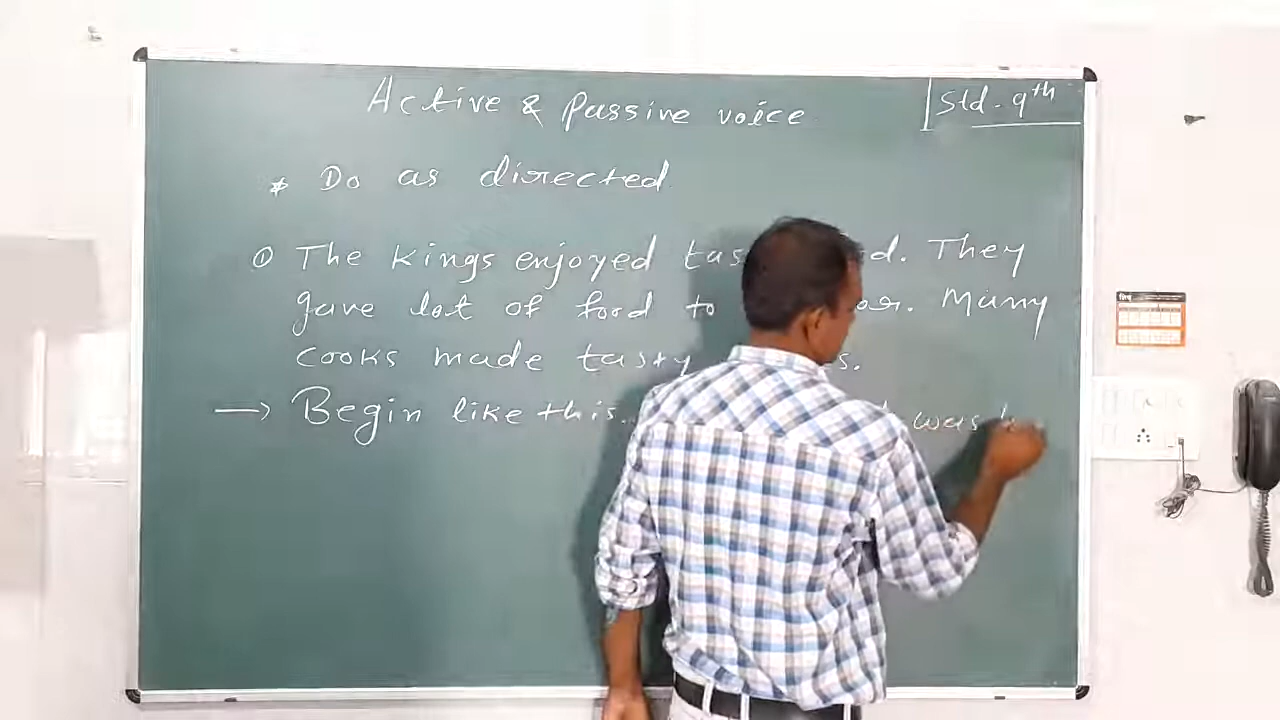 Active & passive voice
Std. 9th
* Do as directed
① The Kings enjoyed They
gave lot of food to Many
cooks made tasty
→ Begin like this.. was